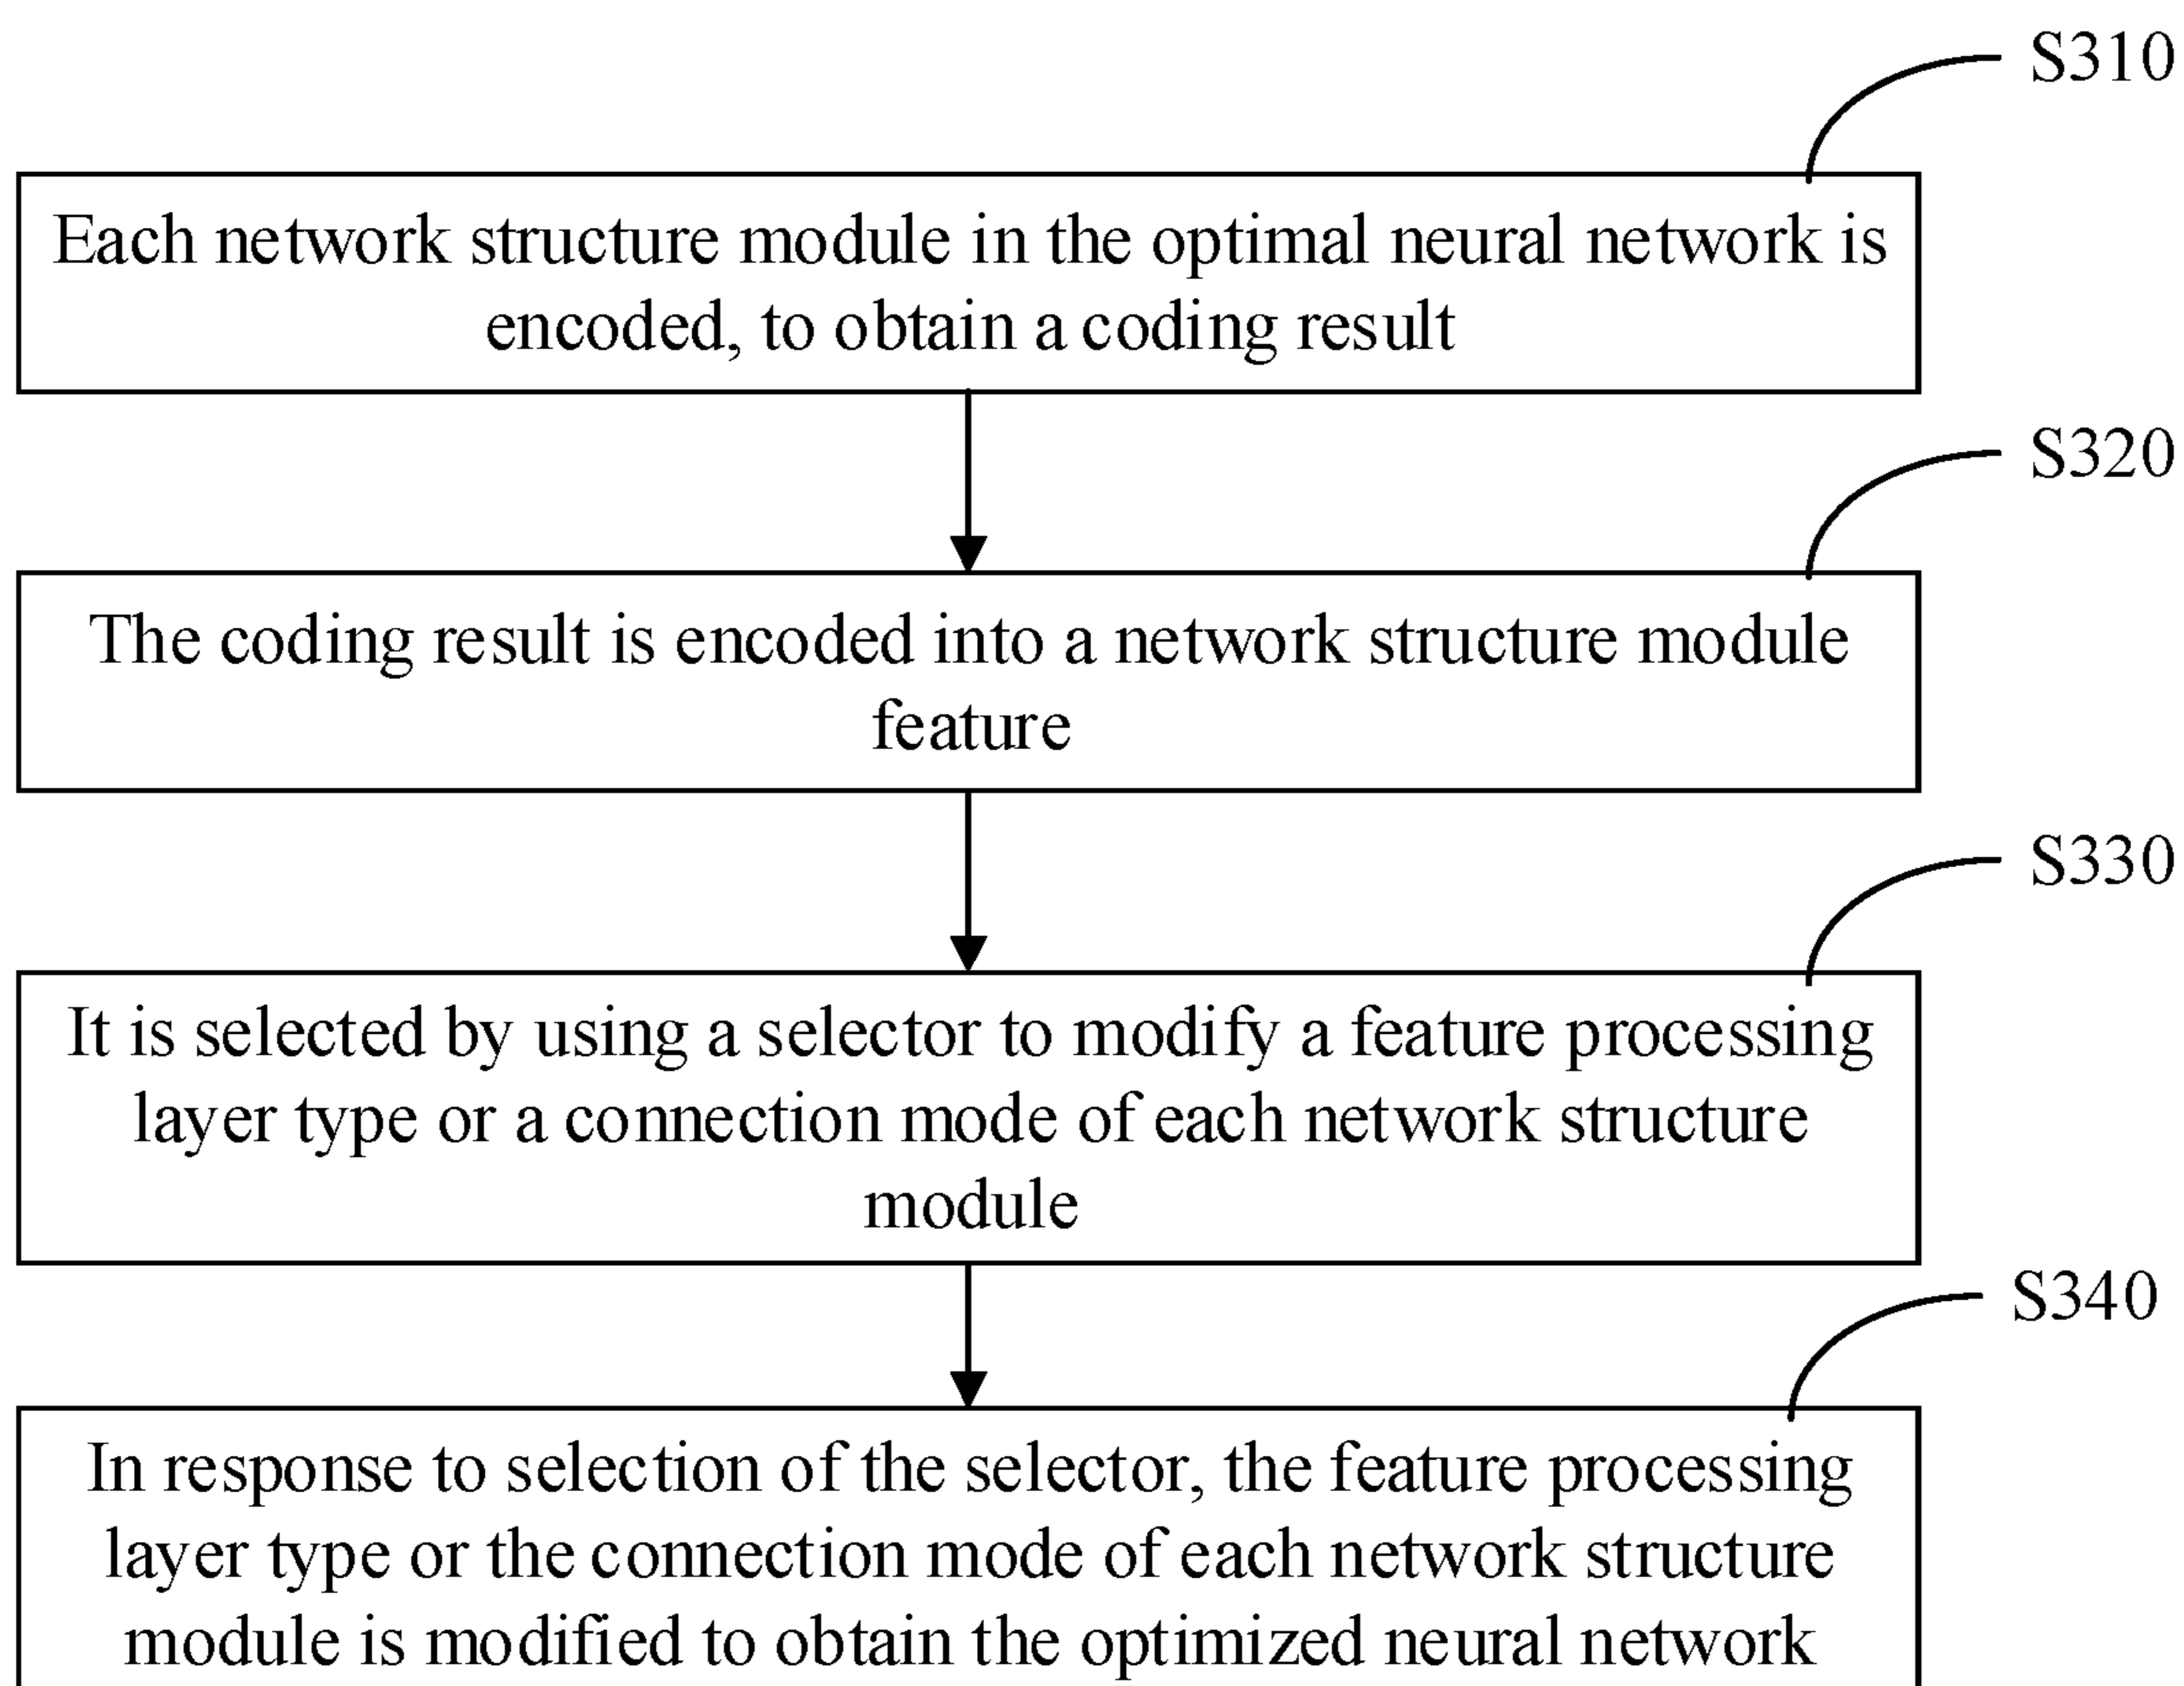 S310
Each network structure module in the optimal neural network is
encoded, to obtain a coding result
S320
The coding result is encoded into a network structure module
feature
S330
It is selected by using a selector to modify a feature processing
layer type or a connection mode of each network structure
module
S340
In response to selection of the selector, the feature processing
layer type or the connection mode of each network structure
module is modified to obtain the optimized neural network